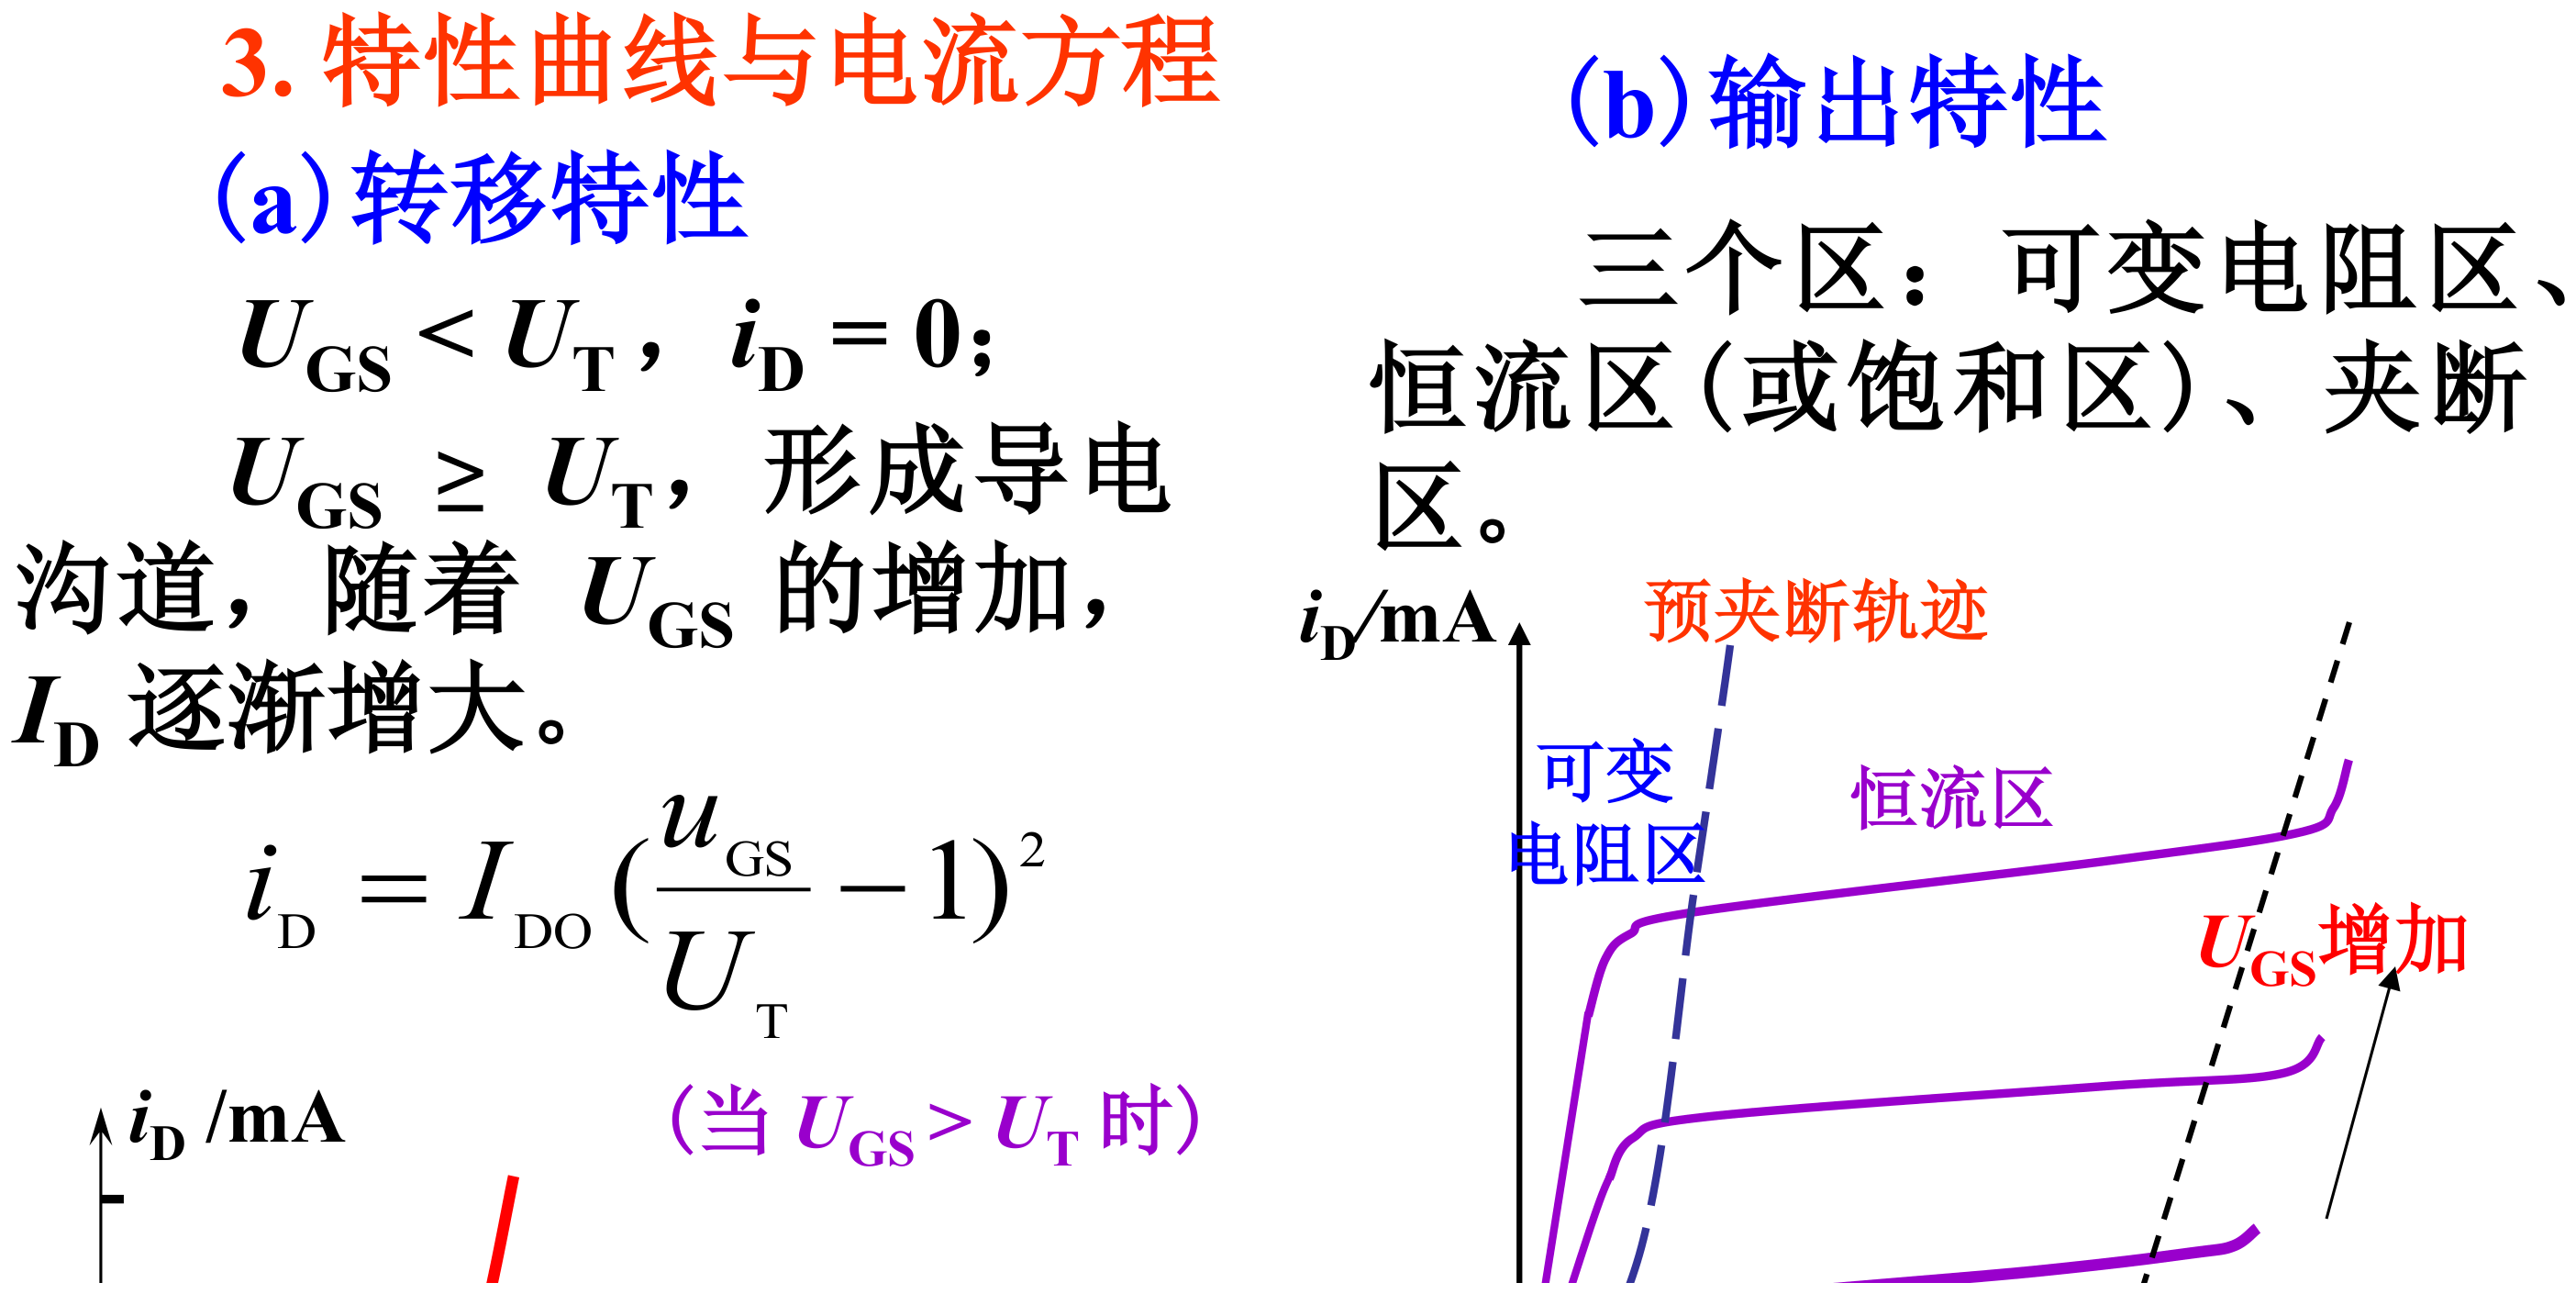 3. 特性曲线与电流方程
(a) 转移特性
U_GS < U_T ，i_D = 0；
U_GS ≥ U_T，形成导电
沟道，随着 U_GS 的增加，
I_D 逐渐增大。
i_D = I_DO (u_GS/U_T − 1)²
(当 U_GS > U_T 时)
i_D /mA
(b) 输出特性
三个区：可变电阻区、
恒流区(或饱和区)、夹断
区。
i_D/mA
预夹断轨迹
可变
电阻区
恒流区
U_GS增加